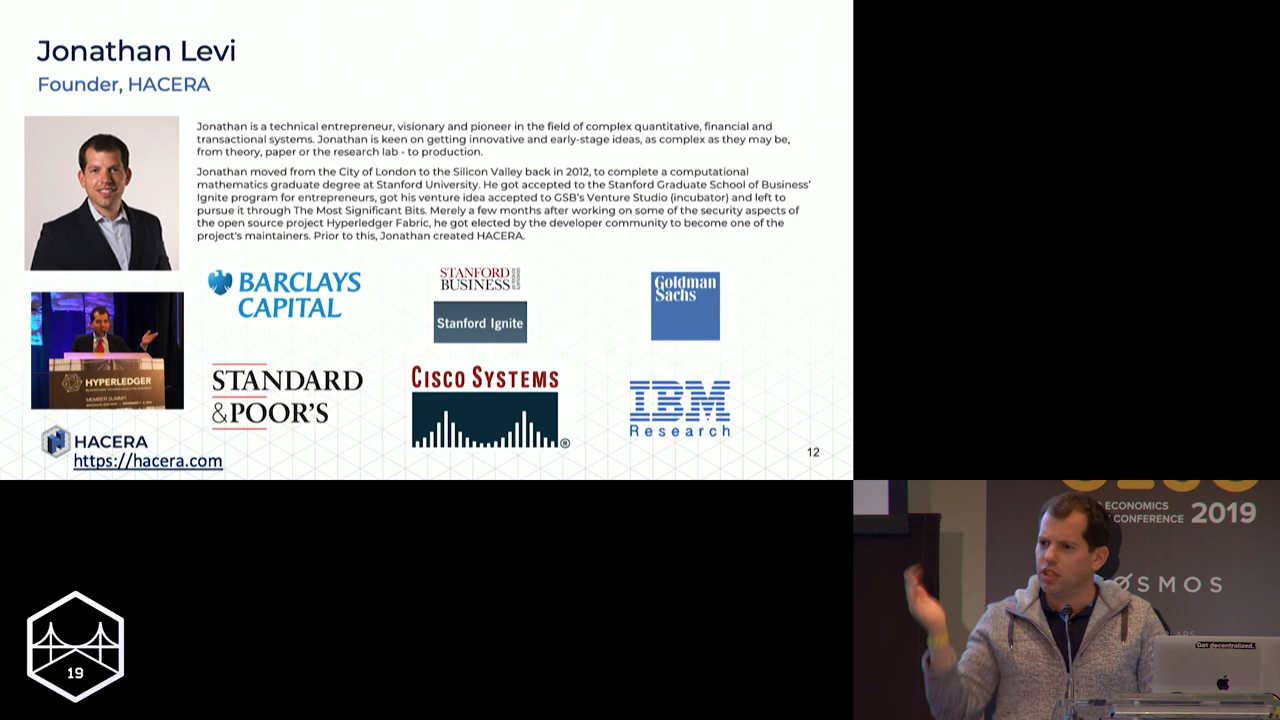 Jonathan Levi
Founder, HACERA
Jonathan is a technical entrepreneur, visionary and pioneer in the field of complex quantitative, financial and
transactional systems. Jonathan is keen on getting innovative and early-stage ideas, as complex as they may be,
from theory, paper or the research lab - to production.
Jonathan moved from the City of London to the Silicon Valley back in 2012, to complete a computational
mathematics graduate degree at Stanford University. He got accepted to the Stanford Graduate School of Business'
Ignite program for entrepreneurs, got his venture idea accepted to GSB's Venture Studio (incubator) and left to
pursue it through The Most Significant Bits. Merely a few months after working on some of the security aspects of
the open source project Hyperledger Fabric, he got elected by the developer community to become one of the
project's maintainers. Prior to this, Jonathan created HACERA.
BARCLAYS
CAPITAL
STANFORD
BUSINESS
Stanford Ignite
Goldman
Sachs
HYPERLEDGER
MEMBER SUMMIT
STANDARD
&POOR'S
CISCO SYSTEMS
®
IBM
Research
HACERA
https://hacera.com
12
ECONOMICS
CONFERENCE 2019
OSMOS
Get decentralized.
19